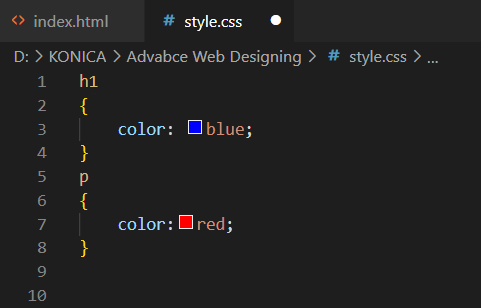 <> index.html # style.css ●
D: > KONICA > Advabce Web Designing > # style.css > ...
1 h1
2 {
3 color: blue;
4 }
5 p
6 {
7 color:red;
8 }
9
10